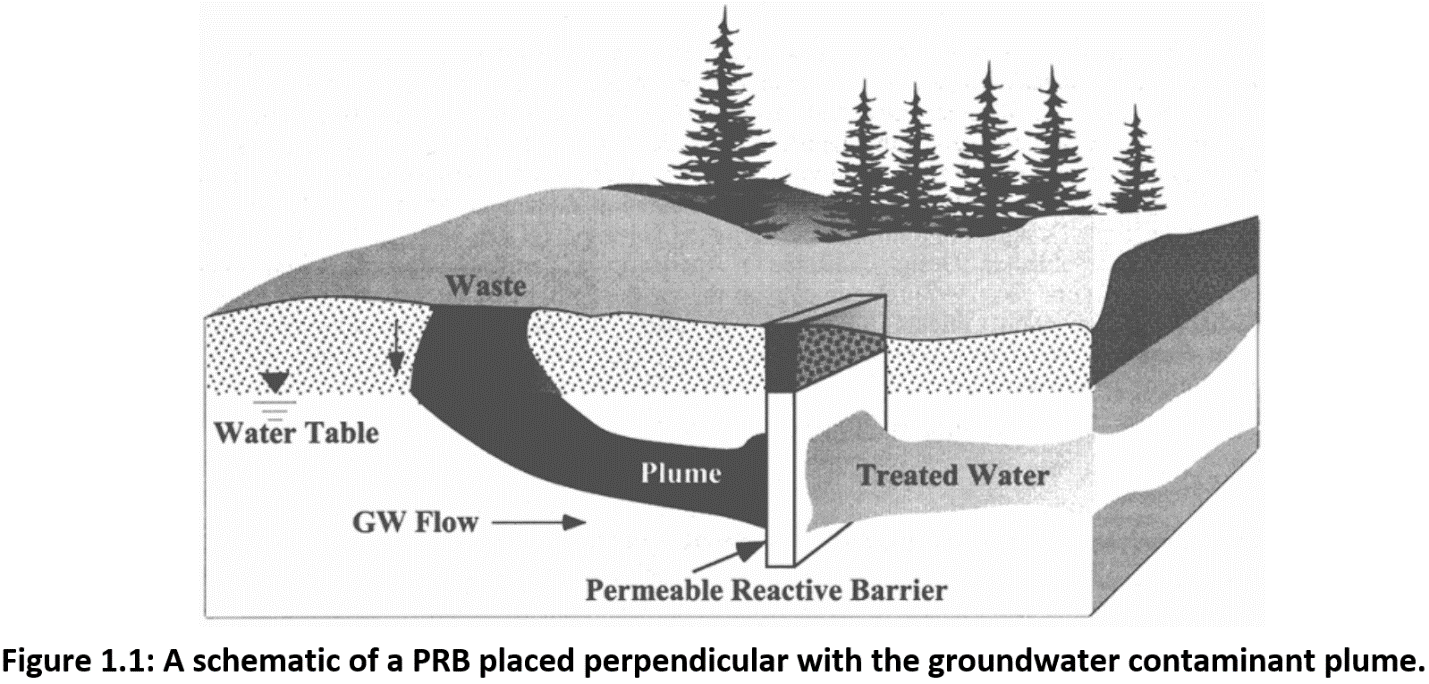 Waste
Water Table
Plume
Treated Water
GW Flow
Permeable Reactive Barrier
Figure 1.1: A schematic of a PRB placed perpendicular with the groundwater contaminant plume.